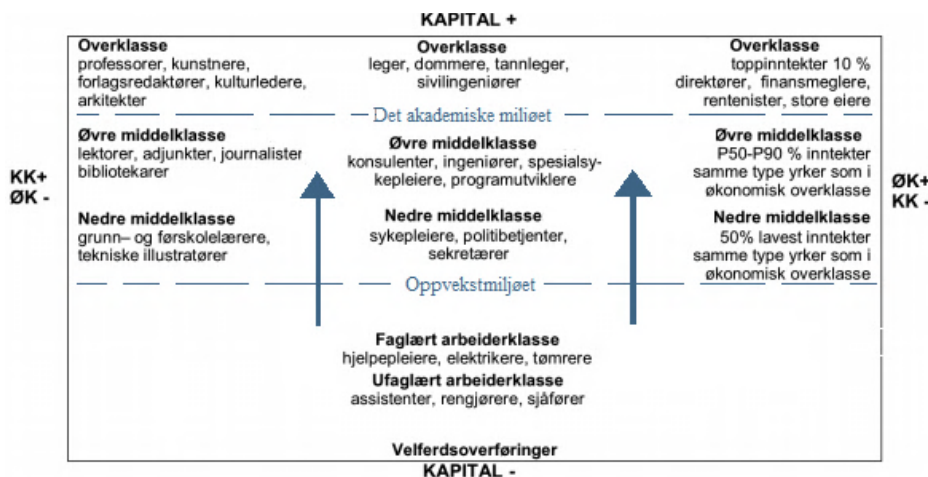 KAPITAL +
Overklasse
professorer, kunstnere,
forlagsredaktører, kulturledere,
arkitekter
Overklasse
leger, dommere, tannleger,
sivilingeniører
Overklasse
toppinntekter 10 %
direktører, finansmeglere,
rentenister, store eiere
Det akademiske miljøet
Øvre middelklasse
lektorer, adjunkter, journalister
bibliotekarer
Øvre middelklasse
konsulenter, ingeniører, spesialsy-
kepleiere, programutviklere
Øvre middelklasse
P50-P90 % inntekter
samme type yrker som i
økonomisk overklasse
KK+
ØK -
ØK+
KK -
Nedre middelklasse
grunn– og førskolelærere,
tekniske illustratører
Nedre middelklasse
sykepleiere, politibetjenter,
sekretærer
Nedre middelklasse
50% lavest inntekter
samme type yrker som i
økonomisk overklasse
Oppvekstmiljøet
Faglært arbeiderklasse
hjelpepleiere, elektrikere, tømrere
Ufaglært arbeiderklasse
assistenter, rengjørere, sjåfører
Velferdsoverføringer
KAPITAL -